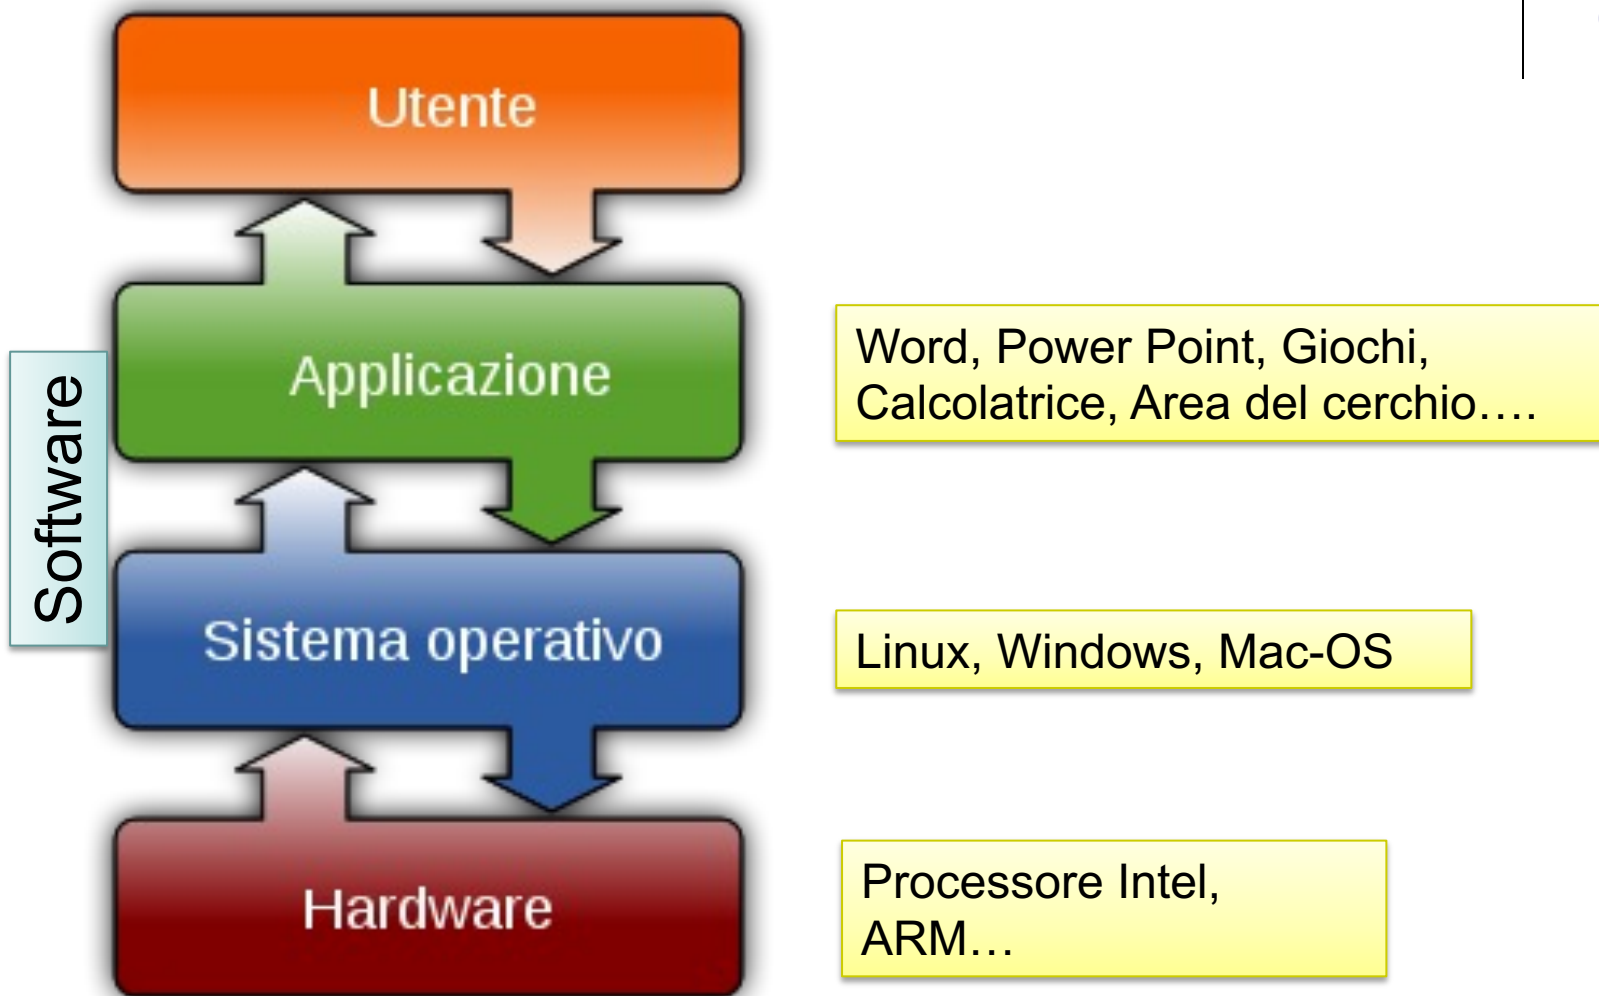 Utente
Software
Applicazione
Word, Power Point, Giochi,
Calcolatrice, Area del cerchio….
Sistema operativo
Linux, Windows, Mac-OS
Hardware
Processore Intel,
ARM…